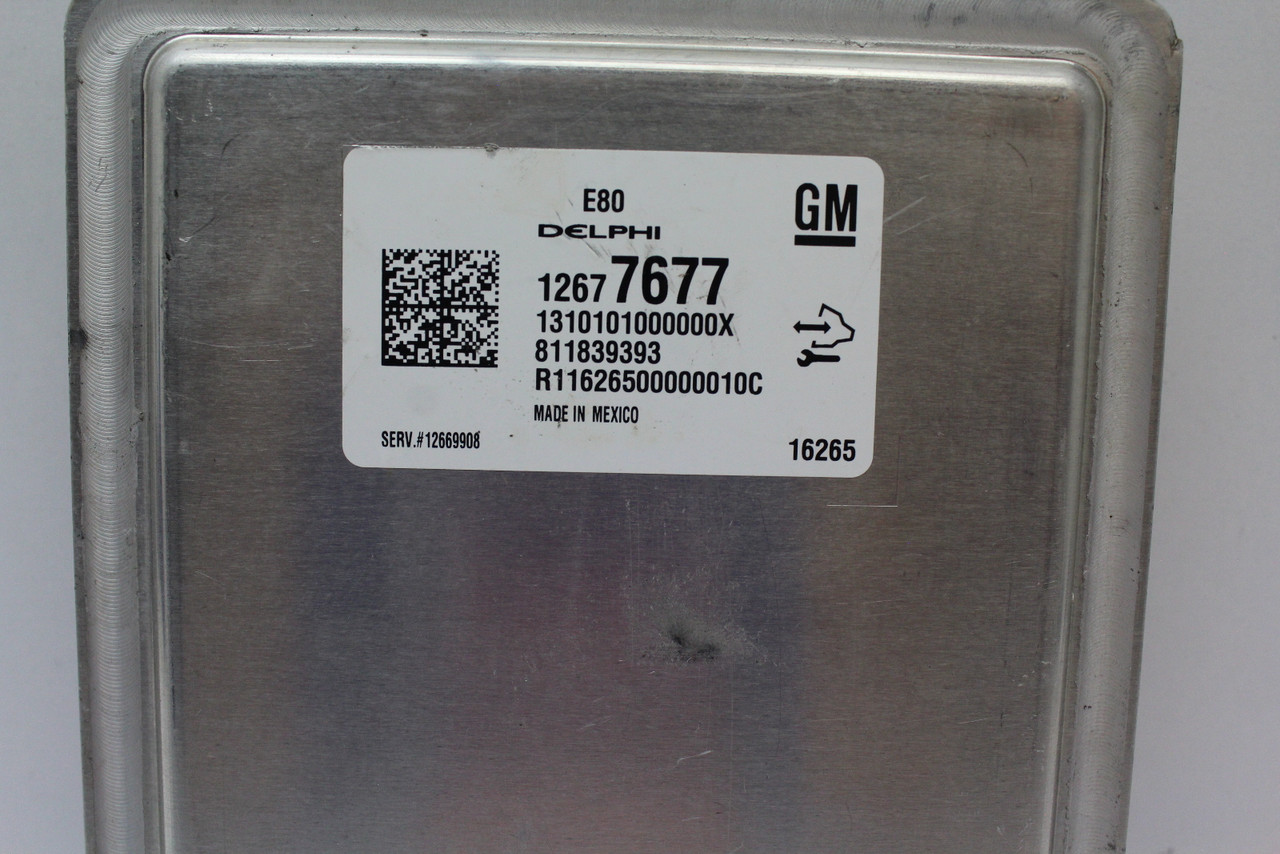 E80
GM
DELPHI
12677677
1310101000000X
811839393
R11626500000010C
MADE IN MEXICO
SERV.#12669908
16265